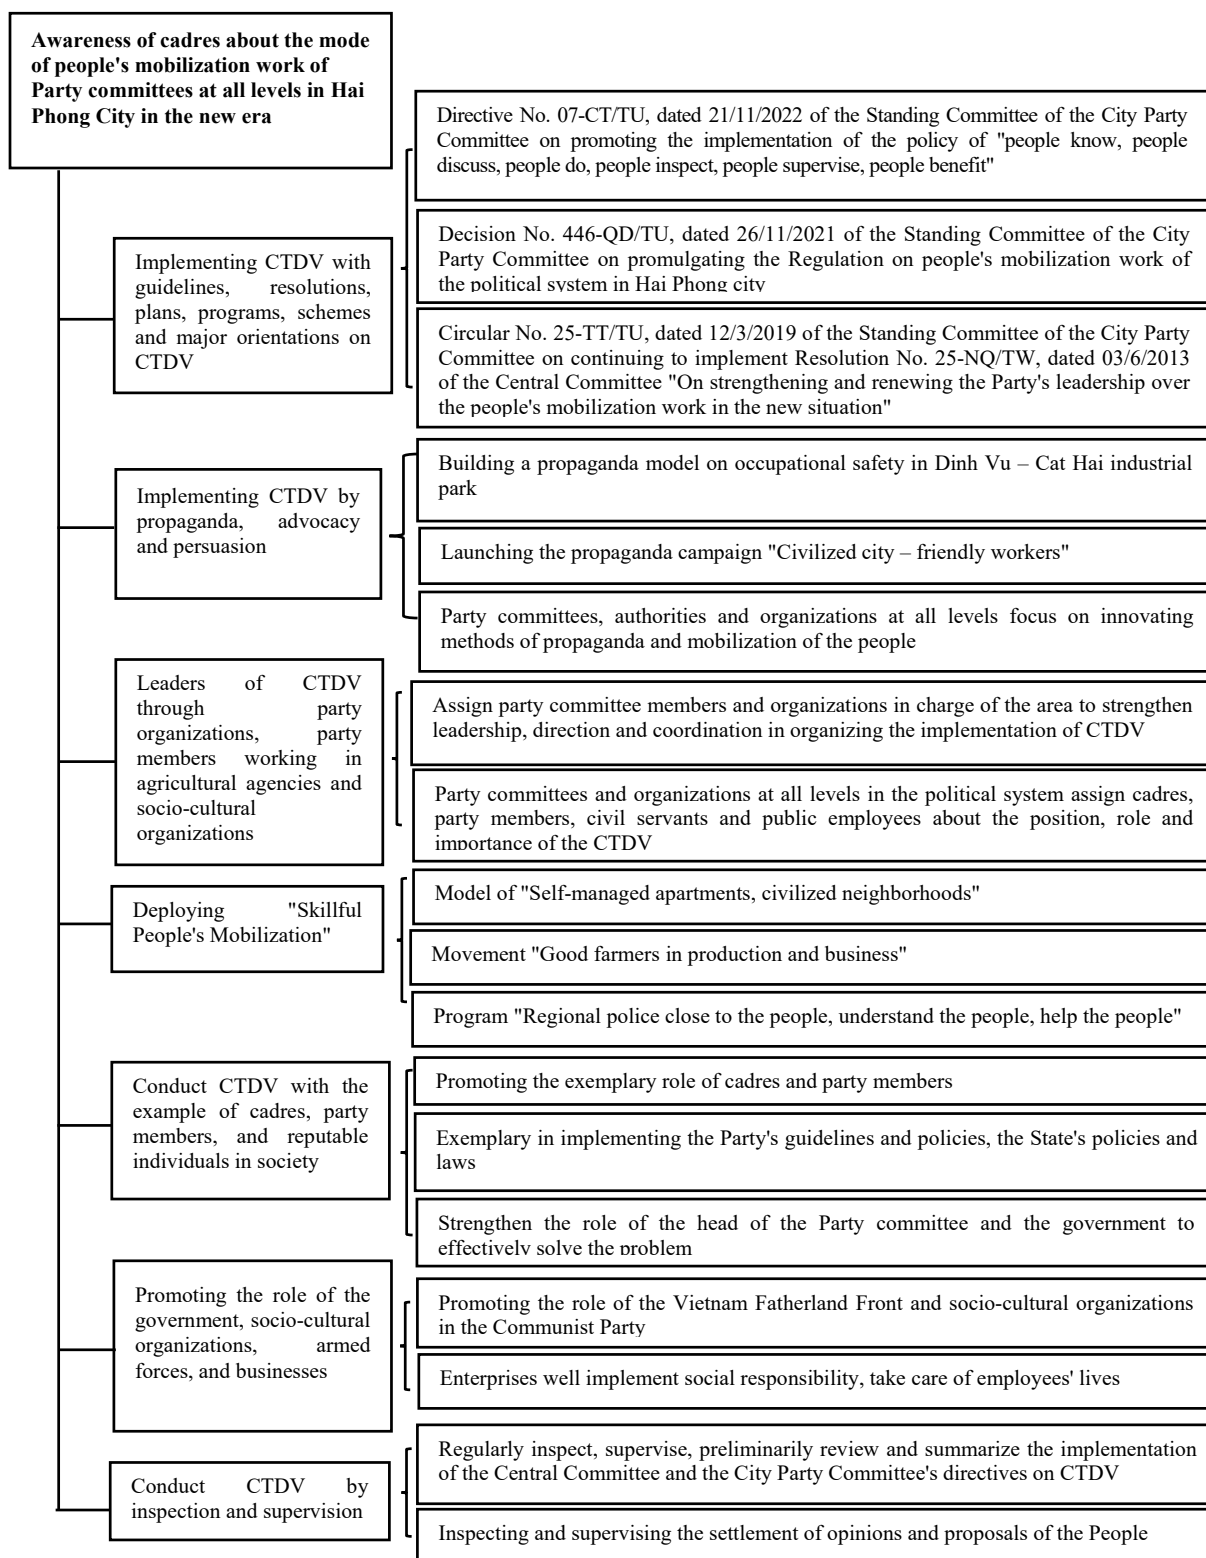 Awareness of cadres about the mode
of people's mobilization work of
Party committees at all levels in Hai
Phong City in the new era
Implementing CTDV with
guidelines, resolutions,
plans, programs, schemes
and major orientations on
CTDV
Directive No. 07-CT/TU, dated 21/11/2022 of the Standing Committee of the City Party
Committee on promoting the implementation of the policy of "people know, people
discuss, people do, people inspect, people supervise, people benefit"
Decision No. 446-QD/TU, dated 26/11/2021 of the Standing Committee of the City
Party Committee on promulgating the Regulation on people's mobilization work of
the political system in Hai Phong city
Circular No. 25-TT/TU, dated 12/3/2019 of the Standing Committee of the City Party
Committee on continuing to implement Resolution No. 25-NQ/TW, dated 03/6/2013
of the Central Committee "On strengthening and renewing the Party's leadership over
the people's mobilization work in the new situation"
Implementing CTDV by
propaganda, advocacy
and persuasion
Building a propaganda model on occupational safety in Dinh Vu – Cat Hai industrial
park
Launching the propaganda campaign "Civilized city – friendly workers"
Party committees, authorities and organizations at all levels focus on innovating
methods of propaganda and mobilization of the people
Leaders of CTDV
through party
organizations, party
members working in
agricultural agencies and
socio-cultural
organizations
Assign party committee members and organizations in charge of the area to strengthen
leadership, direction and coordination in organizing the implementation of CTDV
Party committees and organizations at all levels in the political system assign cadres,
party members, civil servants and public employees about the position, role and
importance of the CTDV
Deploying "Skillful
People's Mobilization"
Model of "Self-managed apartments, civilized neighborhoods"
Movement "Good farmers in production and business"
Program "Regional police close to the people, understand the people, help the people"
Conduct CTDV with the
example of cadres, party
members, and reputable
individuals in society
Promoting the exemplary role of cadres and party members
Exemplary in implementing the Party's guidelines and policies, the State's policies and
laws
Strengthen the role of the head of the Party committee and the government to
effectively solve the problem
Promoting the role of the
government, socio-cultural
organizations, armed
forces, and businesses
Promoting the role of the Vietnam Fatherland Front and socio-cultural organizations
in the Communist Party
Enterprises well implement social responsibility, take care of employees' lives
Conduct CTDV by
inspection and supervision
Regularly inspect, supervise, preliminarily review and summarize the implementation
of the Central Committee and the City Party Committee's directives on CTDV
Inspecting and supervising the settlement of opinions and proposals of the People